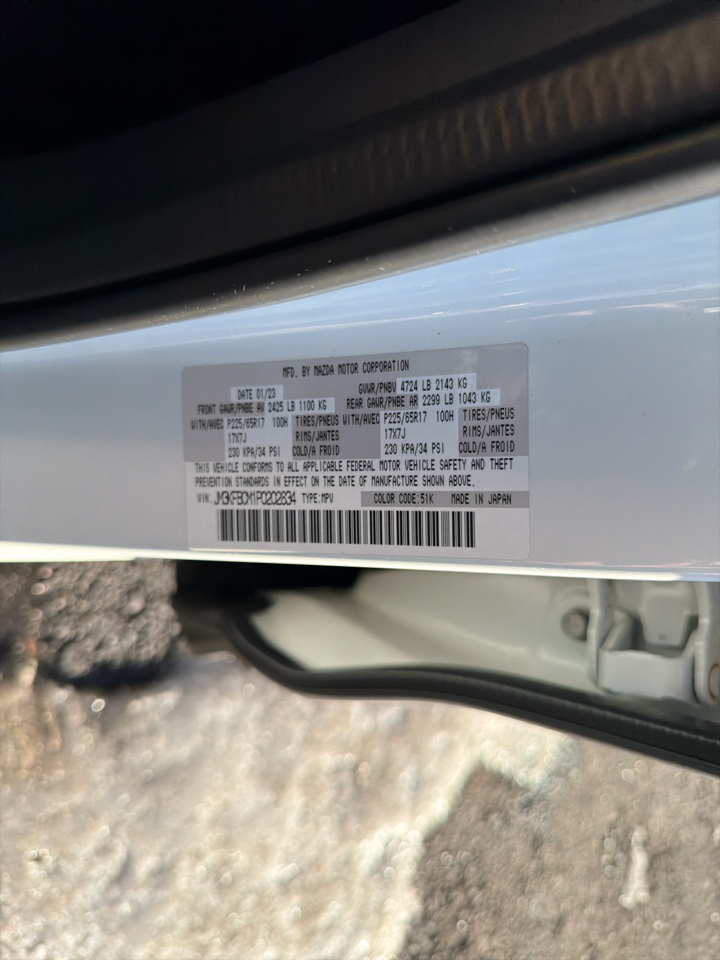 MFD. BY MAZDA MOTOR CORPORATION
DATE 01/23 GVWR/PNBV 4724 LB 2143 KG
FRONT GAWR/PNBE AV 2425 LB 1100 KG REAR GAWR/PNBE AR 2299 LB 1043 KG
WITH/AVEC P225/65R17 100H TIRES/PNEUS WITH/AVEC P225/65R17 100H TIRES/PNEUS
17X7J RIMS/JANTES 17X7J RIMS/JANTES
230 KPA/34 PSI COLD/A FROID 230 KPA/34 PSI COLD/A FROID
THIS VEHICLE CONFORMS TO ALL APPLICABLE FEDERAL MOTOR VEHICLE SAFETY AND THEFT
PREVENTION STANDARDS IN EFFECT ON THE DATE OF MANUFACTURE SHOWN ABOVE.
VIN: JM3KFBCM1P0202834 TYPE:MPV COLOR CODE:51K MADE IN JAPAN